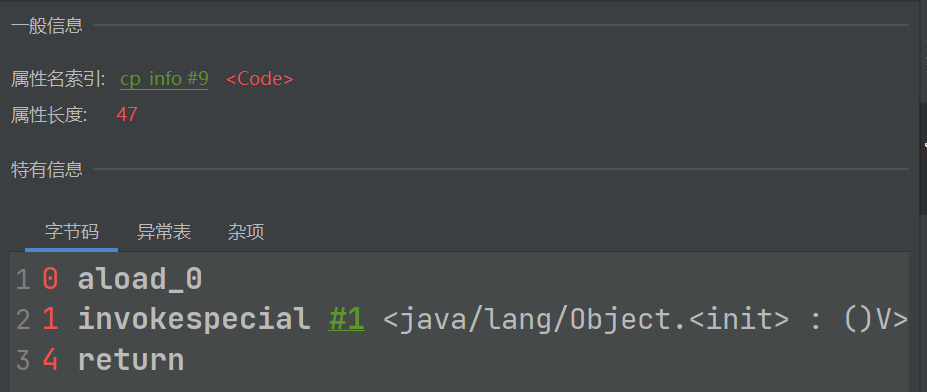 一般信息
属性名索引: cp_info #9 <Code>
属性长度: 47
特有信息
字节码 异常表 杂项
1 0 aload_0
2 1 invokespecial #1 <java/lang/Object.<init> : ()V>
3 4 return